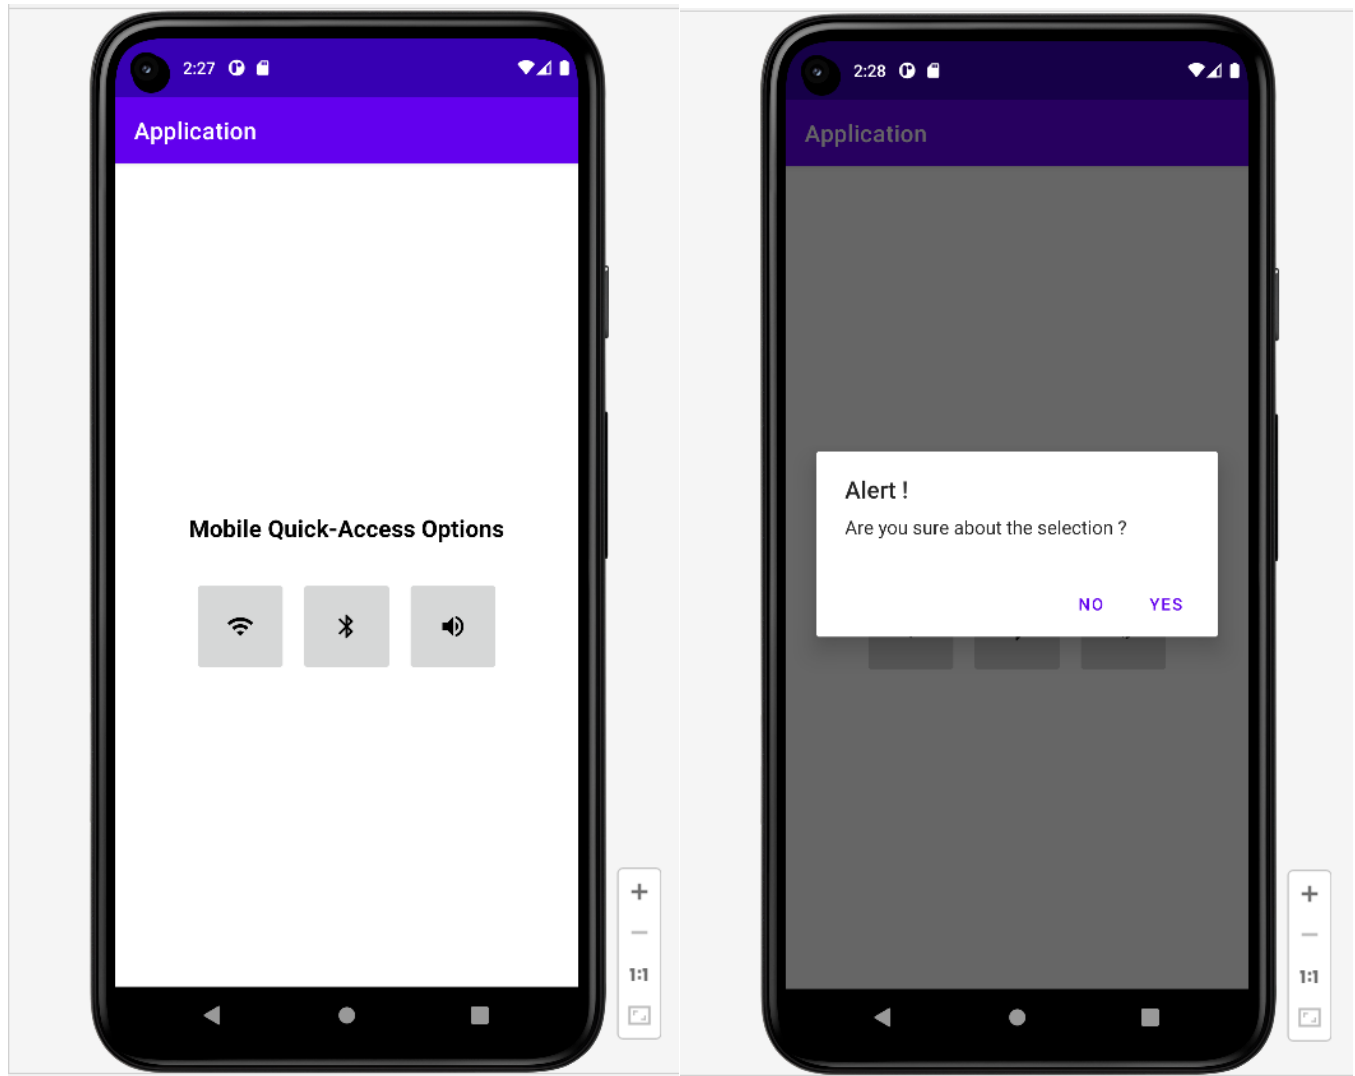 2:27
Application
Mobile Quick-Access Options
1:1
2:28
Application
Alert !
Are you sure about the selection ?
NO YES
1:1